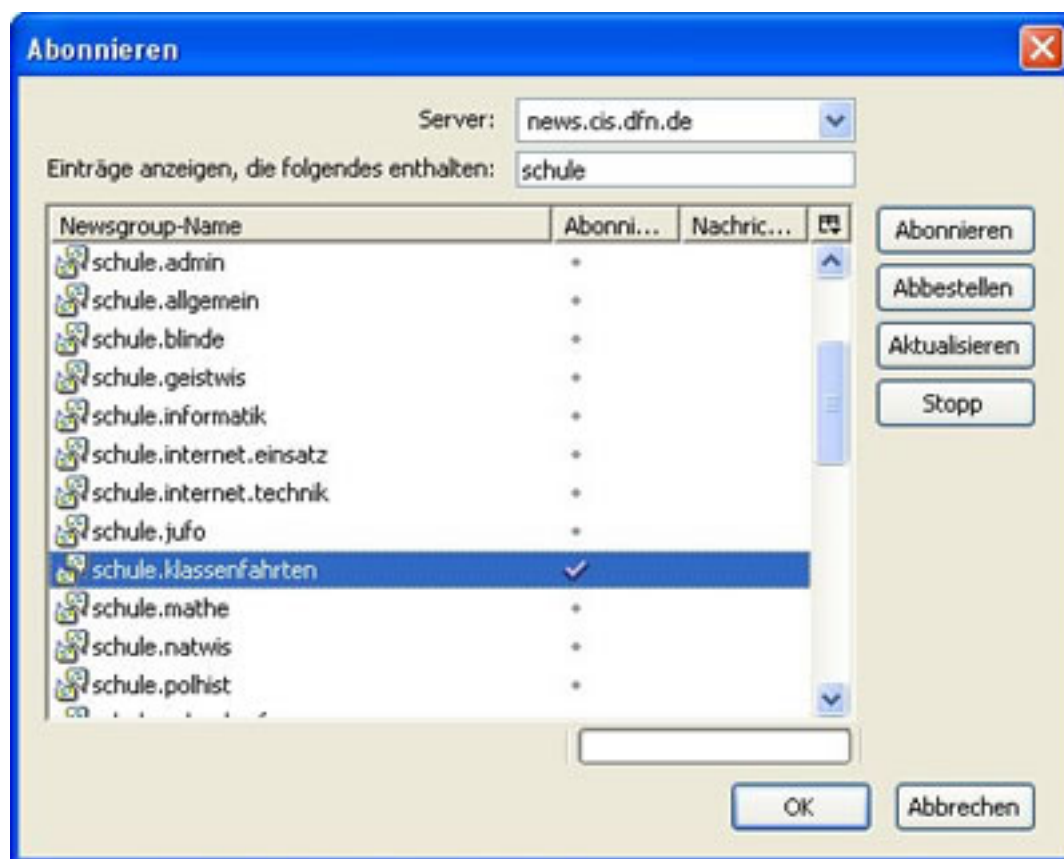 Abonnieren
Server: news.cis.dfn.de
Einträge anzeigen, die folgendes enthalten: schule
Newsgroup-Name Abonni... Nachric...
schule.admin
schule.allgemein
schule.blinde
schule.geistwis
schule.informatik
schule.internet.einsatz
schule.internet.technik
schule.jufo
schule.klassenfahrten
schule.mathe
schule.natwis
schule.polhist
Abonnieren
Abbestellen
Aktualisieren
Stopp
OK Abbrechen